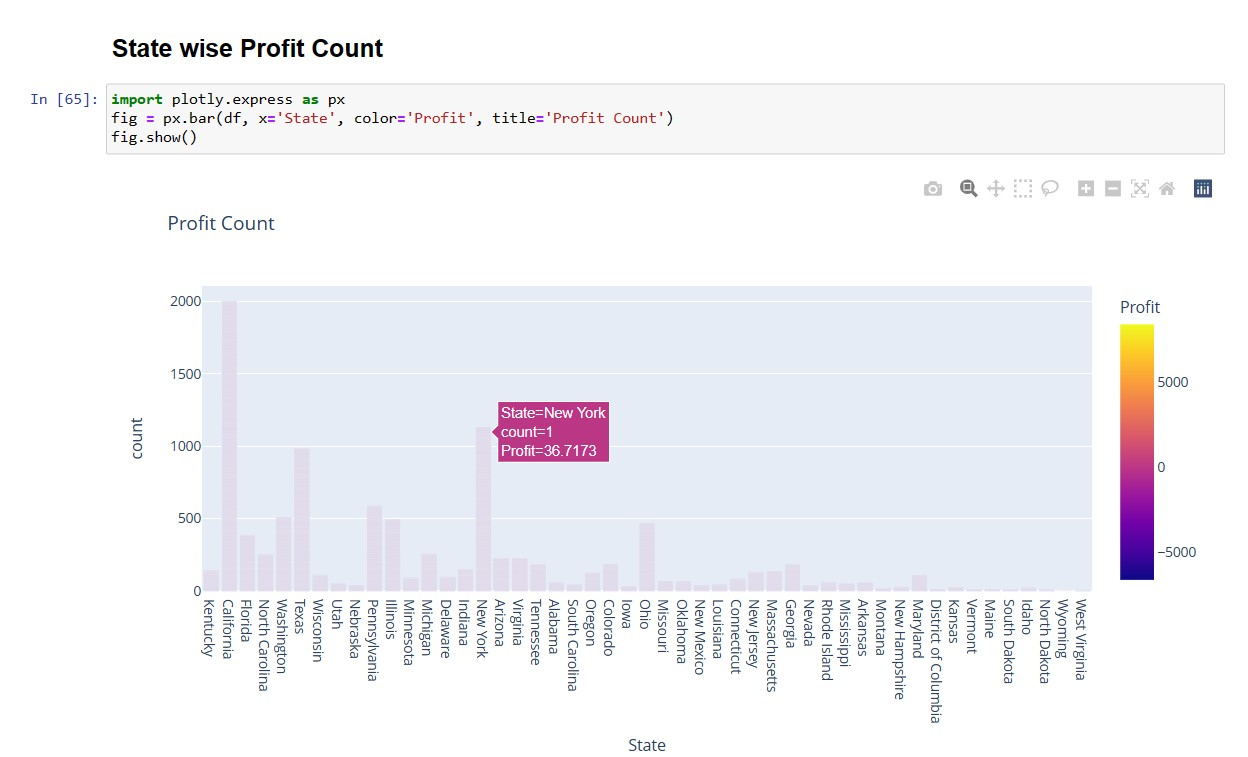 State wise Profit Count
In [65]:
import plotly.express as px
fig = px.bar(df, x='State', color='Profit', title='Profit Count')
fig.show()
Profit Count
2000
1500
1000
500
0
count
State=New York
count=1
Profit=36.7173
Kentucky
California
Florida
North Carolina
Washington
Texas
Wisconsin
Utah
Nebraska
Pennsylvania
Illinois
Minnesota
Michigan
Delaware
Indiana
New York
Arizona
Virginia
Tennessee
Alabama
South Carolina
Oregon
Colorado
Iowa
Ohio
Missouri
Oklahoma
New Mexico
Louisiana
Connecticut
New Jersey
Massachusetts
Georgia
Nevada
Rhode Island
Mississippi
Arkansas
Montana
New Hampshire
Maryland
District of Columbia
Kansas
Vermont
Maine
South Dakota
Idaho
North Dakota
Wyoming
West Virginia
State
Profit
5000
0
−5000